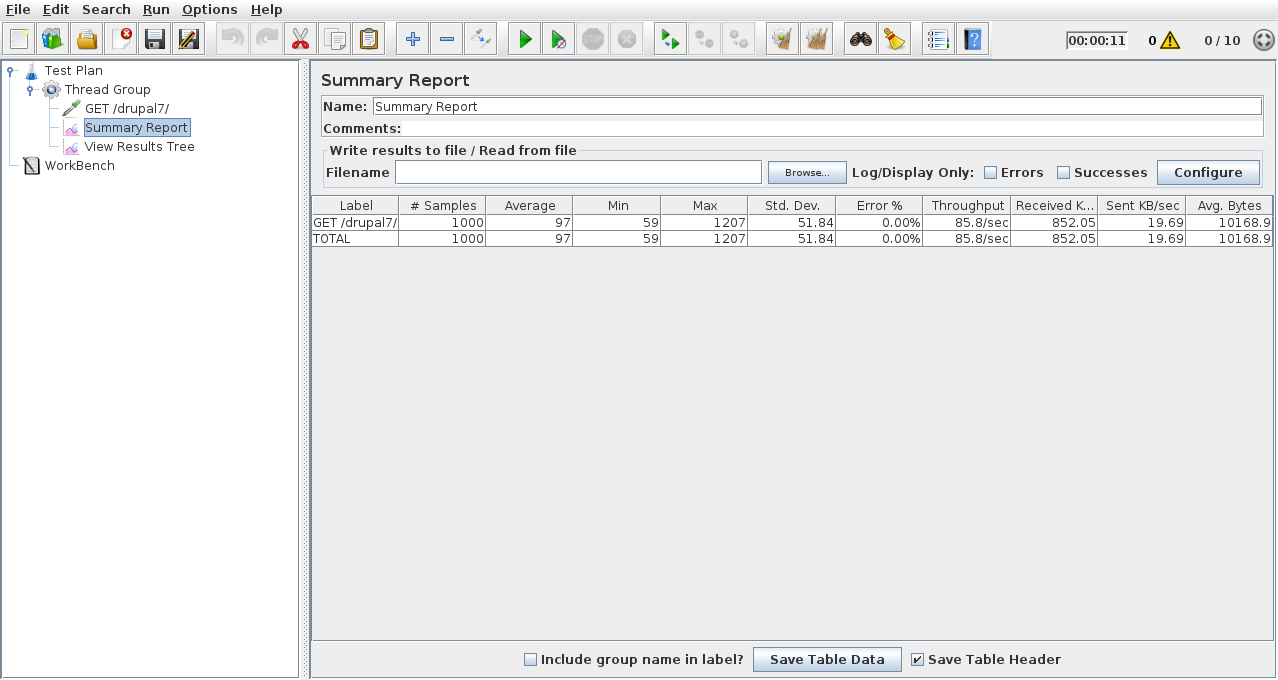 File Edit Search Run Options Help
00:00:11 0 0 / 10
Test Plan
Thread Group
GET /drupal7/
Summary Report
View Results Tree
WorkBench
Summary Report
Name: Summary Report
Comments:
Write results to file / Read from file
Filename Browse... Log/Display Only: Errors Successes Configure
Label # Samples Average Min Max Std. Dev. Error % Throughput Received K... Sent KB/sec Avg. Bytes
GET /drupal7/ 1000 97 59 1207 51.84 0.00% 85.8/sec 852.05 19.69 10168.9
TOTAL 1000 97 59 1207 51.84 0.00% 85.8/sec 852.05 19.69 10168.9
Include group name in label? Save Table Data Save Table Header